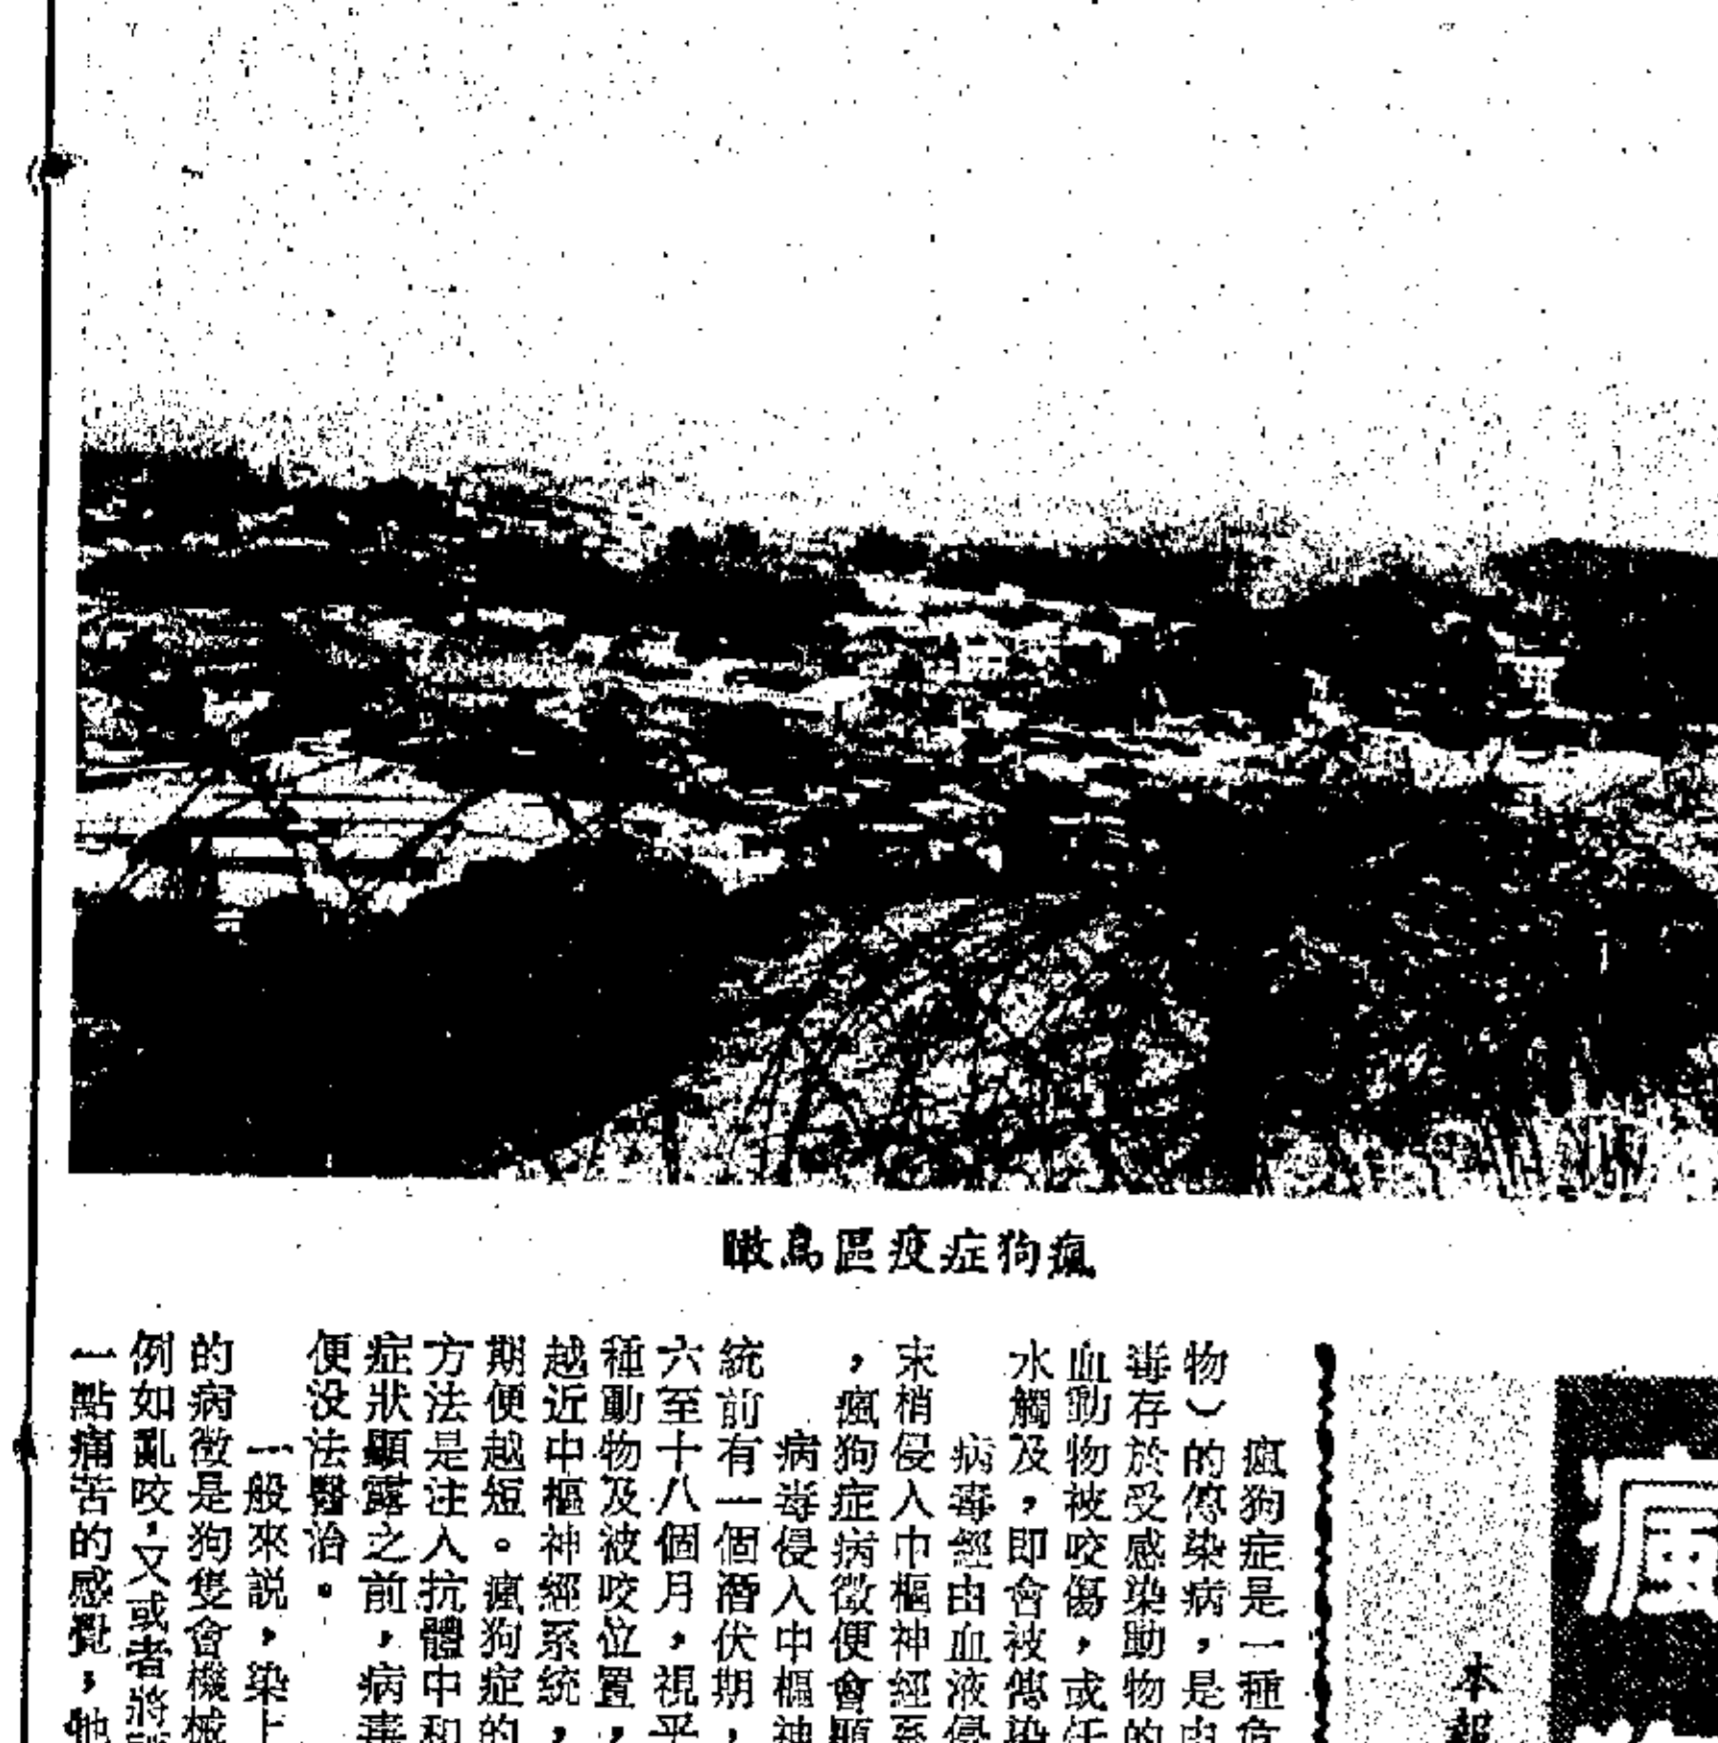 瘋狗症疫區鳥瞰
瘋
本報
瘋狗症是一種危
物）的傳染病，是由
毒存於受感染動物的
血動物被咬傷，或任
水觸及，即會被傳染
病毒經由血液侵
末梢侵入中樞神經系
，瘋狗症病徵便會顯
病毒侵入中樞神
統前有一個潛伏期，
六至十八個月，視乎
種動物及被咬位置，
越近中樞神經系統，
期便越短。瘋狗症的
方法是注入抗體中和
症狀顯露之前，病毒
便没法醫治。
一般來説，染上
的病徵是狗隻會機械
例如亂咬，又或者將
一點痛苦的感覺，牠